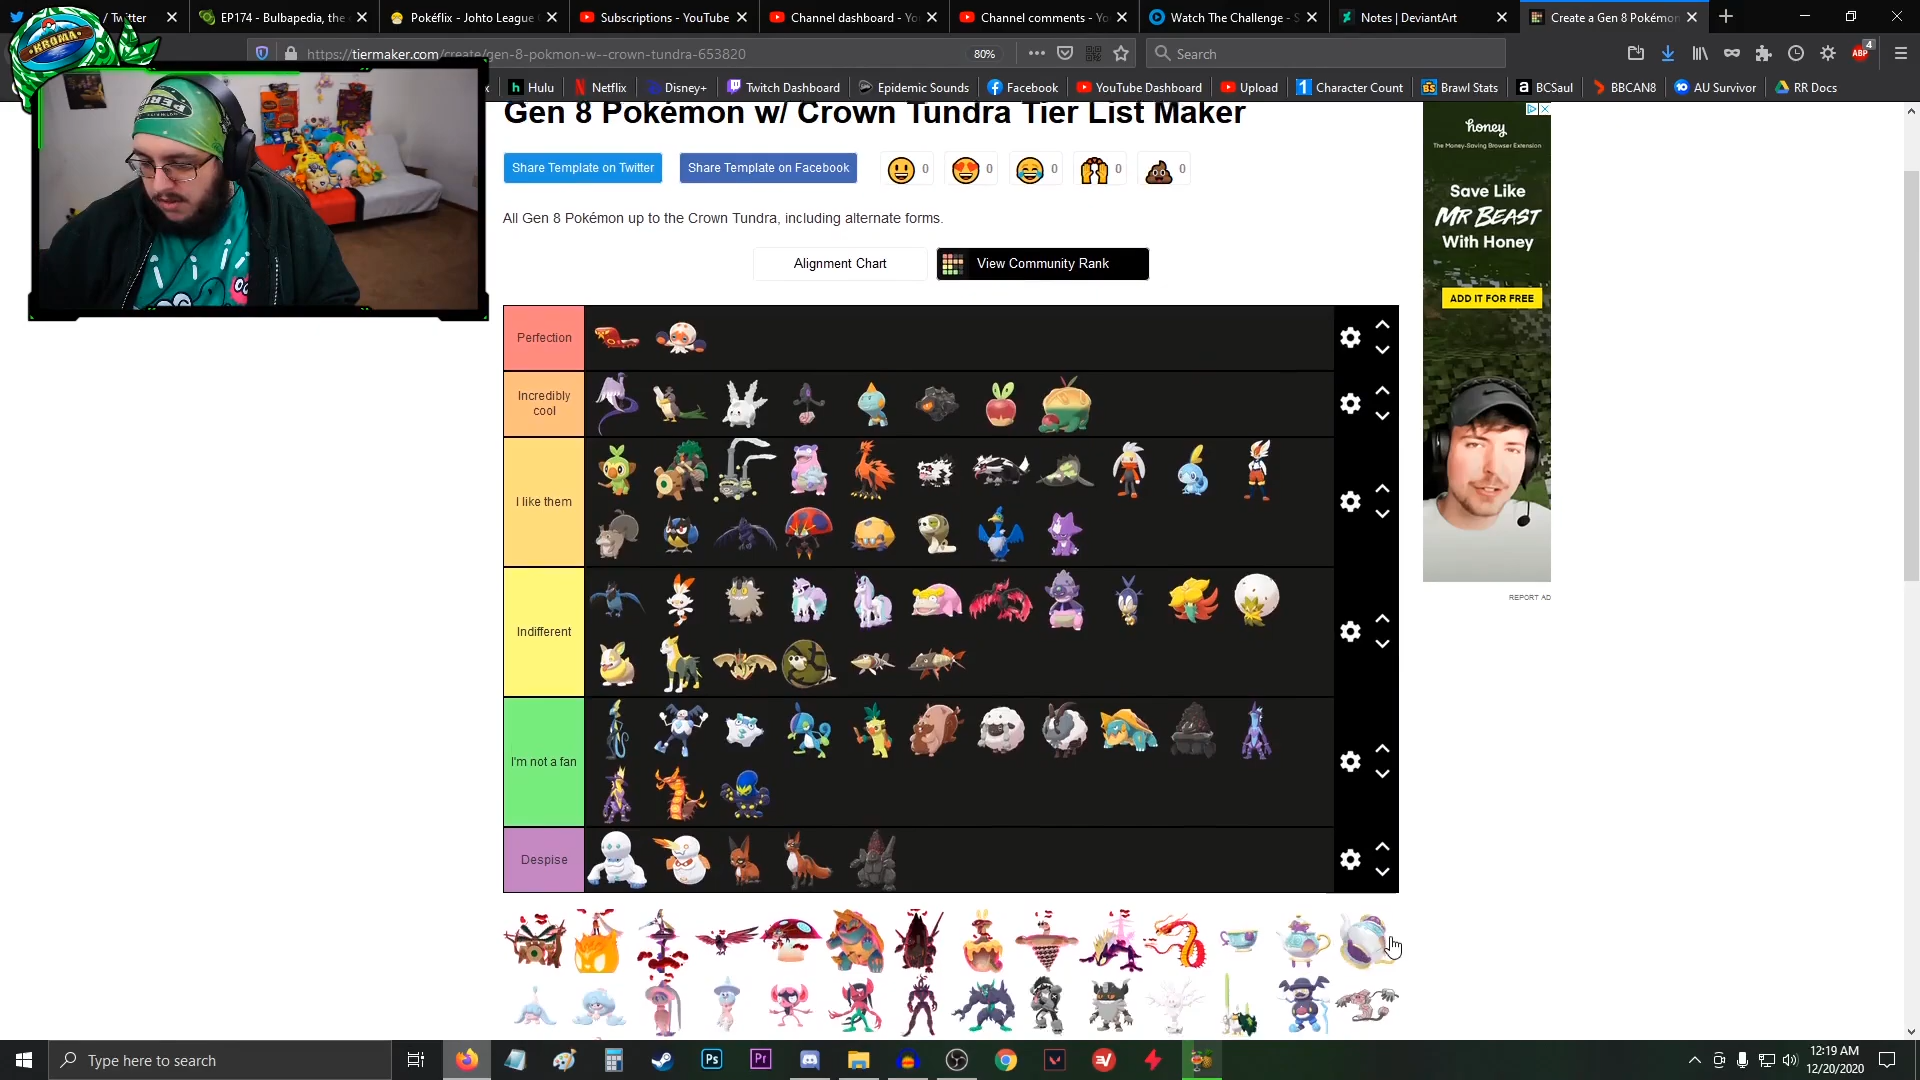 / Twitter
EP174 - Bulbapedia, the
Pokéflix - Johto League
Subscriptions - YouTube
Channel dashboard - Yo
Channel comments - Yo
Watch The Challenge - S
Notes | DeviantArt
Create a Gen 8 Pokémon
KROMA
https://tiermaker.com/create/gen-8-pokmon-w--crown-tundra-653820
80%
Search
4
ABP
Hulu
Netflix
Disney+
Twitch Dashboard
Epidemic Sounds
Facebook
YouTube Dashboard
Upload
Character Count
Brawl Stats
BCSaul
BBCAN8
AU Survivor
RR Docs
Gen 8 Pokémon w/ Crown Tundra Tier List Maker
Share Template on Twitter
Share Template on Facebook
0
0
0
0
0
All Gen 8 Pokémon up to the Crown Tundra, including alternate forms.
Alignment Chart
View Community Rank
Perfection
Incredibly
cool
I like them
Indifferent
I'm not a fan
Despise
honey
The Money-Saving Browser Extension
Save Like
MR BEAST
With Honey
ADD IT FOR FREE
REPORT AD
Type here to search
12:19 AM
12/20/2020